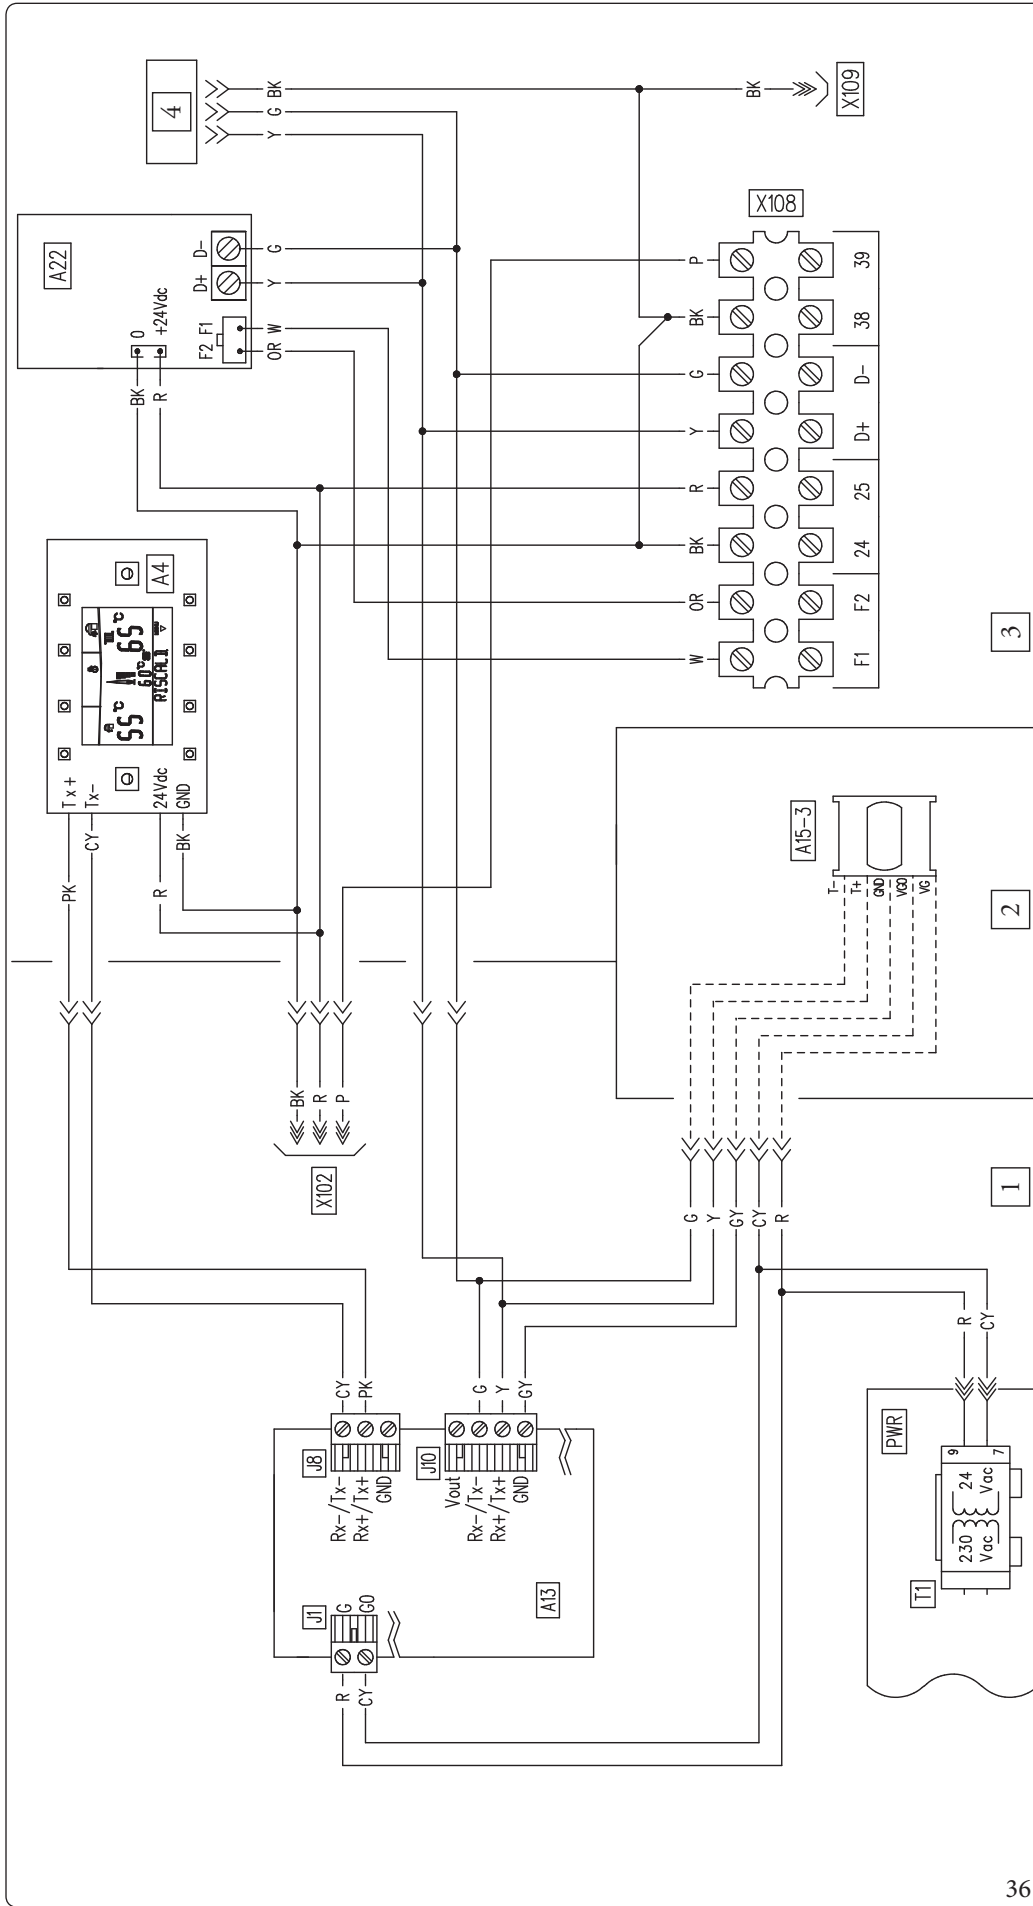 4
BK
G
Y
BK
X109
A22
D-
D+
0
+24Vdc
F2 F1
G
Y
W
OR
BK
R
X108
P
BK
G
Y
R
BK
OR
W
39
38
D-
D+
25
24
F2
F1
3
A4
55 °C
60°C
65 °C
RISCALD
Tx+
Tx-
24Vdc
GND
PK
CY
R
BK
A15-3
T-
T+
GND
VG0
VG
2
BK
R
P
X102
G
Y
GY
CY
R
1
R
CY
CY
PK
G
Y
GY
J8
Rx-/Tx-
Rx+/Tx+
GND
J10
Vout
Rx-/Tx-
Rx+/Tx+
GND
J1
G
G0
A13
R
CY
PWR
9
7
24
Vac
230
Vac
T1
36